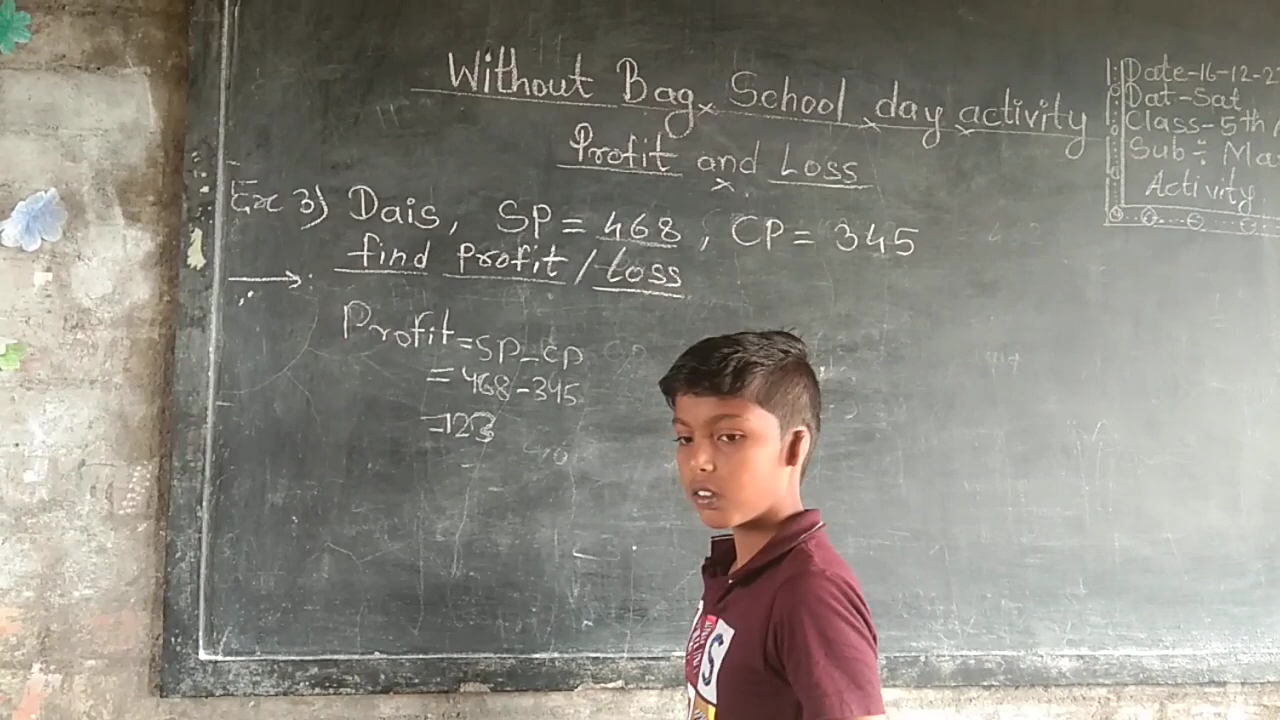 Without Bag School day activity
Profit and Loss
Ex 3) Dais, SP = 468, CP = 345
find Profit / Loss
Profit = SP - CP
= 468 - 345
= 123
Date-16-12-2
Dat-Sat
Class-5th
Sub ÷ Ma
Activity
S